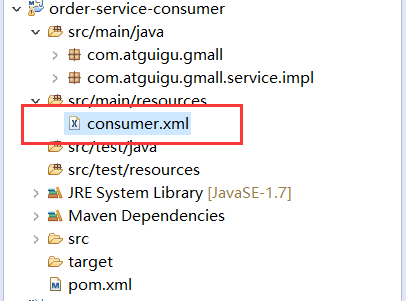 order-service-consumer
src/main/java
com.atguigu.gmall
com.atguigu.gmall.service.impl
src/main/resources
consumer.xml
src/test/java
src/test/resources
JRE System Library [JavaSE-1.7]
Maven Dependencies
src
target
pom.xml